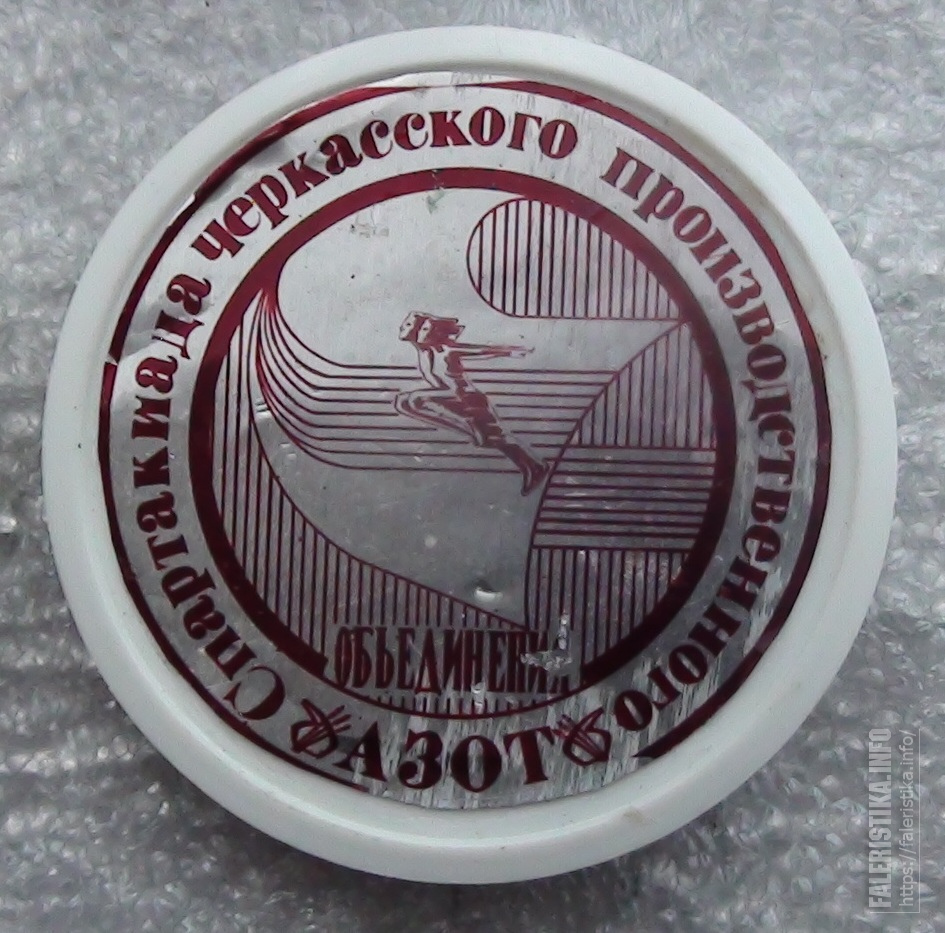 Спартакиада черкасского производственного
ОБЪЕДИНЕНИЯ
АЗОТ
FALERISTIKA.INFO
https://faleristika.info/